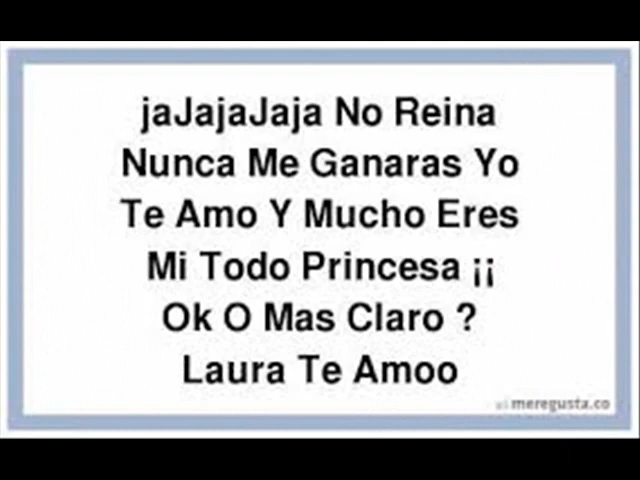 jaJajaJaja No Reina
Nunca Me Ganaras Yo
Te Amo Y Mucho Eres
Mi Todo Princesa ¡¡
Ok O Mas Claro ?
Laura Te Amoo
meregusta.co